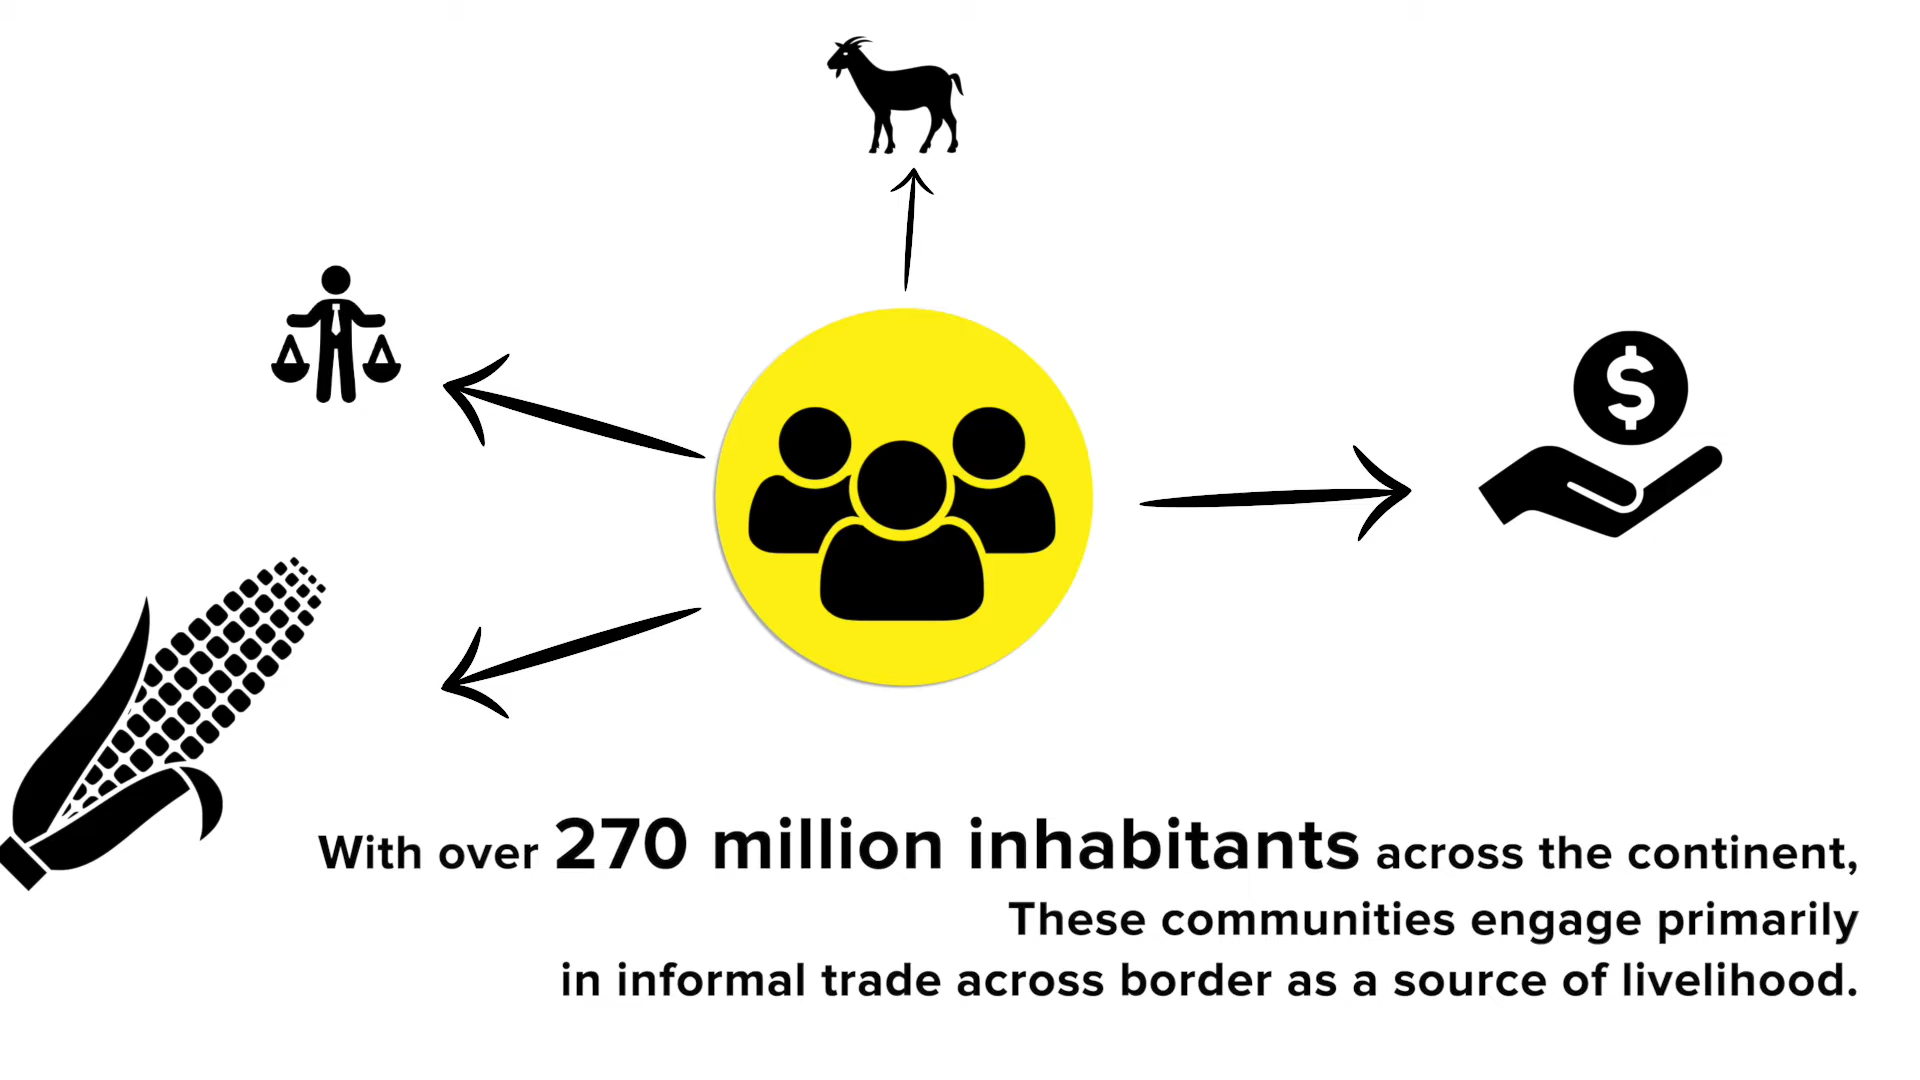 With over 270 million inhabitants across the continent,
These communities engage primarily
in informal trade across border as a source of livelihood.
$